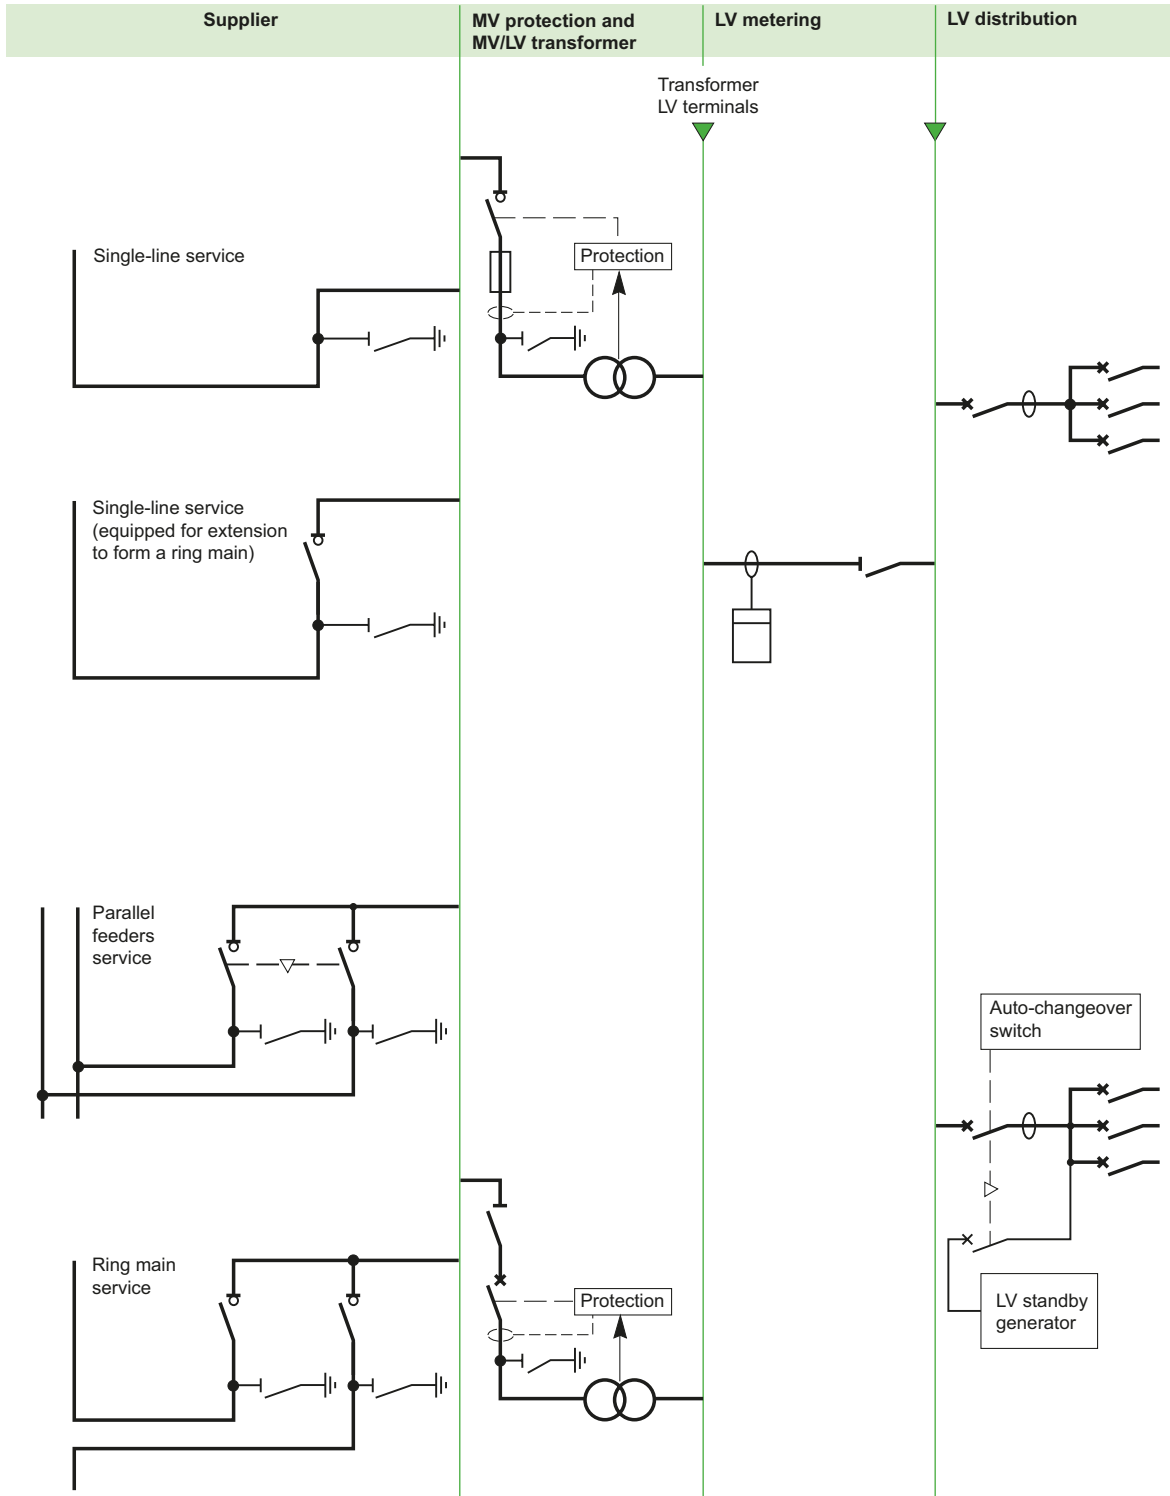 Supplier
MV protection and
MV/LV transformer
LV metering
LV distribution
Transformer
LV terminals
Single-line service
Protection
Single-line service
(equipped for extension
to form a ring main)
Parallel
feeders
service
Auto-changeover
switch
Ring main
service
Protection
LV standby
generator